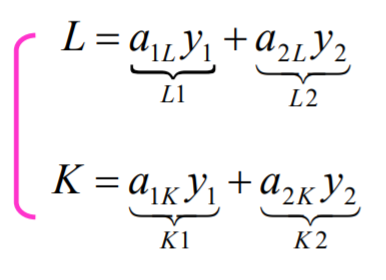 L = a₁L y₁ + a₂L y₂
L1 L2
K = a₁K y₁ + a₂K y₂
K1 K2